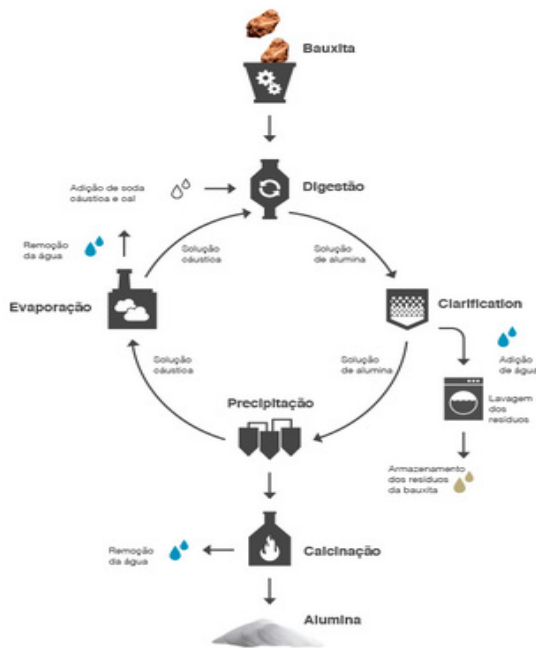 Bauxita
Digestão
Adição de soda
cáustica e cal
Remoção
da água
Solução
cáustica
Solução
de alumina
Evaporação
Clarification
Adição
de água
Solução
cáustica
Solução
de alumina
Lavagem
dos
resíduos
Precipitação
Armazenamento
dos resíduos
da bauxita
Remoção
da água
Calcinação
Alumina